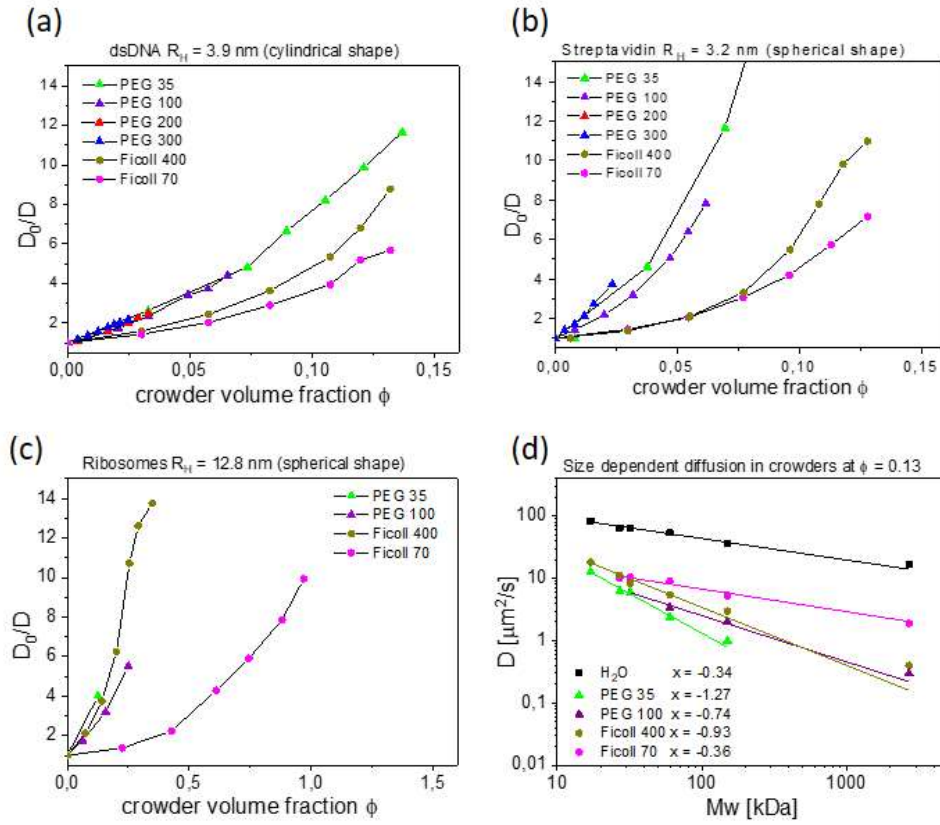 (a)
dsDNA R_H = 3.9 nm (cylindrical shape)
PEG 35
PEG 100
PEG 200
PEG 300
Ficoll 400
Ficoll 70
D₀/D
14
12
10
8
6
4
2
0,00 0,05 0,10 0,15
crowder volume fraction ϕ
(b)
Streptavidin R_H = 3.2 nm (spherical shape)
PEG 35
PEG 100
PEG 200
PEG 300
Ficoll 400
Ficoll 70
D₀/D
14
12
10
8
6
4
2
0,00 0,05 0,10 0,15
crowder volume fraction ϕ
(c)
Ribosomes R_H = 12.8 nm (spherical shape)
PEG 35
PEG 100
Ficoll 400
Ficoll 70
D₀/D
14
12
10
8
6
4
2
0,0 0,5 1,0 1,5
crowder volume fraction ϕ
(d)
Size dependent diffusion in crowders at ϕ = 0.13
D [μm²/s]
100
10
1
0,1
0,01
H₂O x = -0.34
PEG 35 x = -1.27
PEG 100 x = -0.74
Ficoll 400 x = -0.93
Ficoll 70 x = -0.36
10 100 1000
Mw [kDa]